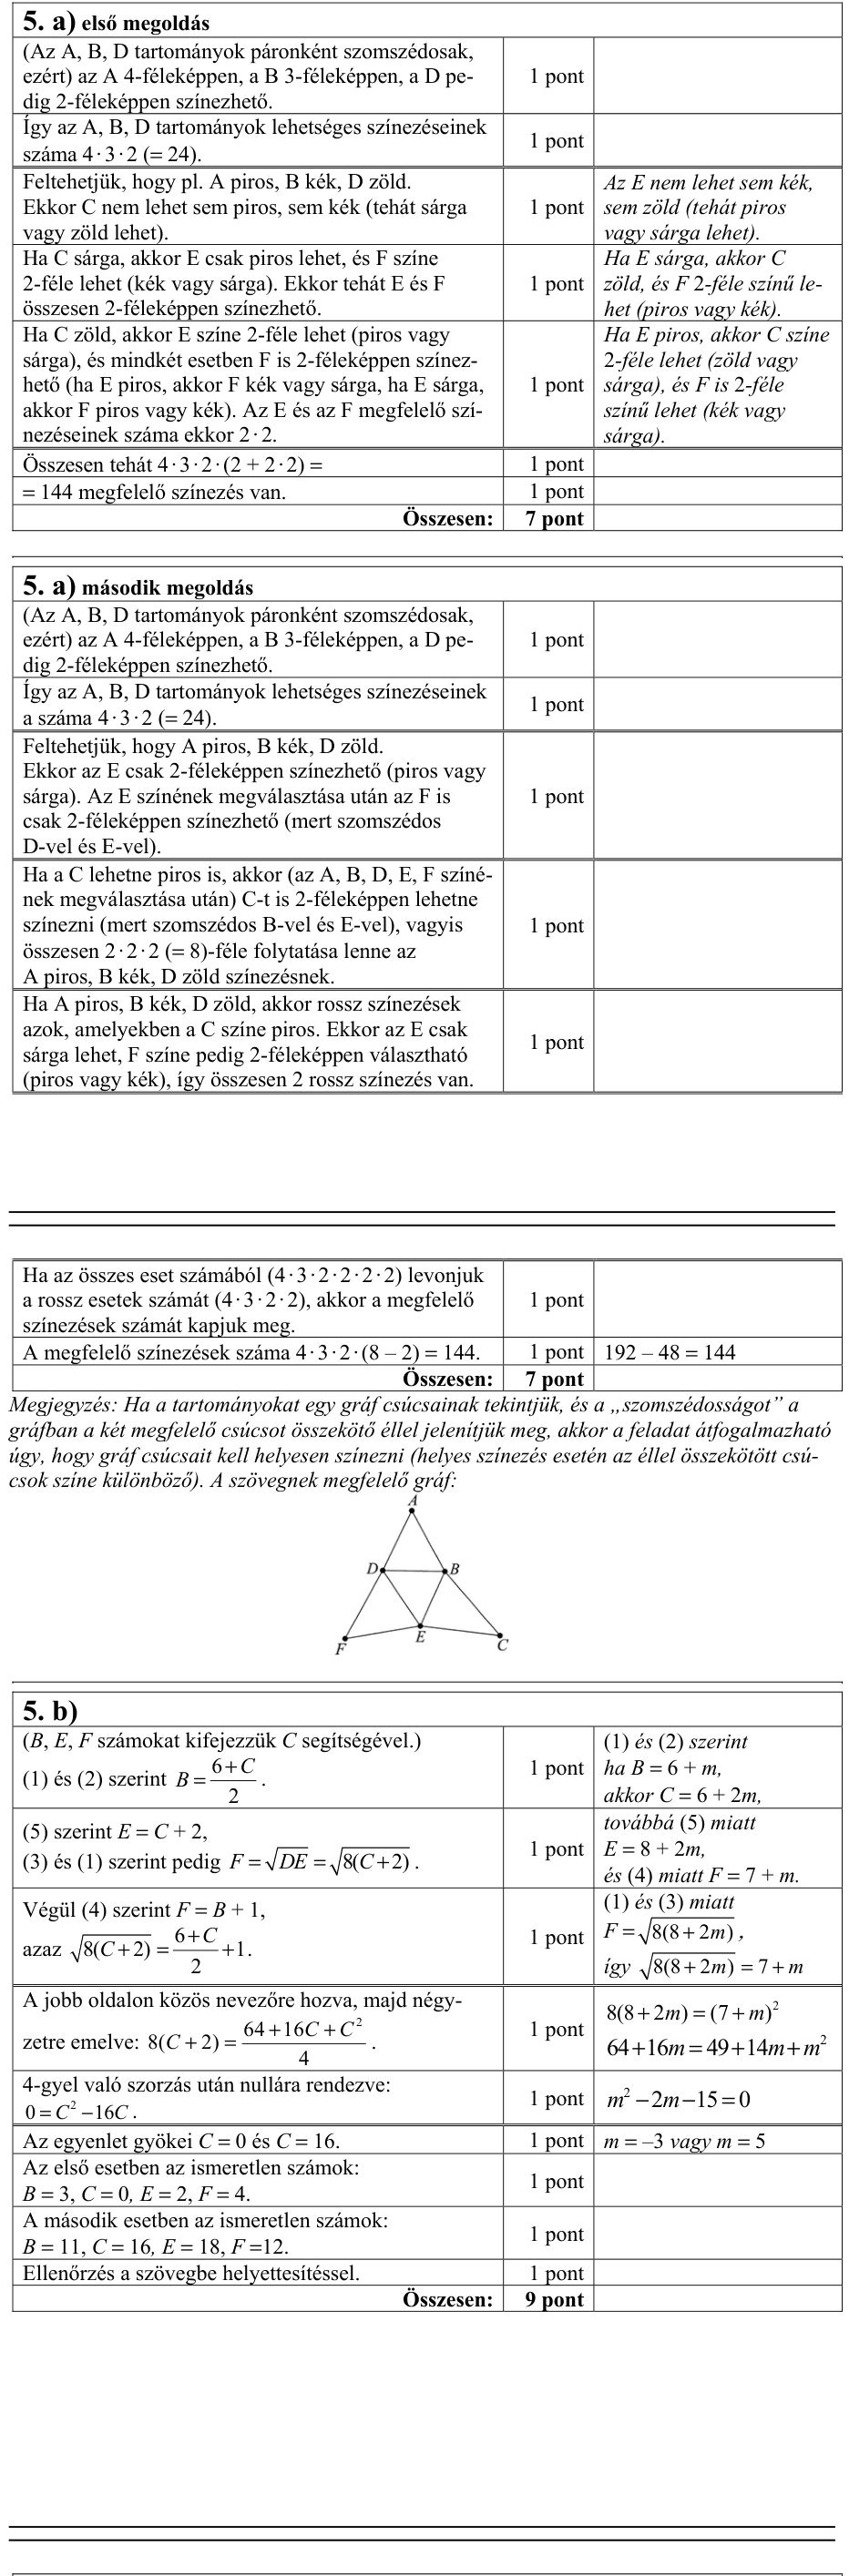 5. a) első megoldás
(Az A, B, D tartományok páronként szomszédosak,
ezért) az A 4-féleképpen, a B 3-féleképpen, a D pe-
dig 2-féleképpen színezhető.
1 pont
Így az A, B, D tartományok lehetséges színezéseinek
száma 4·3·2 (= 24).
1 pont
Feltehetjük, hogy pl. A piros, B kék, D zöld.
Ekkor C nem lehet sem piros, sem kék (tehát sárga
vagy zöld lehet).
1 pont
Az E nem lehet sem kék,
sem zöld (tehát piros
vagy sárga lehet).
Ha C sárga, akkor E csak piros lehet, és F színe
2-féle lehet (kék vagy sárga). Ekkor tehát E és F
összesen 2-féleképpen színezhető.
1 pont
Ha E sárga, akkor C
zöld, és F 2-féle színű le-
het (piros vagy kék).
Ha C zöld, akkor E színe 2-féle lehet (piros vagy
sárga), és mindkét esetben F is 2-féleképpen színez-
hető (ha E piros, akkor F kék vagy sárga, ha E sárga,
akkor F piros vagy kék). Az E és az F megfelelő szí-
nezéseinek száma ekkor 2·2.
1 pont
Ha E piros, akkor C színe
2-féle lehet (zöld vagy
sárga), és F is 2-féle
színű lehet (kék vagy
sárga).
Összesen tehát 4·3·2·(2 + 2·2) =
1 pont
= 144 megfelelő színezés van.
1 pont
Összesen: 7 pont
5. a) második megoldás
(Az A, B, D tartományok páronként szomszédosak,
ezért) az A 4-féleképpen, a B 3-féleképpen, a D pe-
dig 2-féleképpen színezhető.
1 pont
Így az A, B, D tartományok lehetséges színezéseinek
a száma 4·3·2 (= 24).
1 pont
Feltehetjük, hogy A piros, B kék, D zöld.
Ekkor az E csak 2-féleképpen színezhető (piros vagy
sárga). Az E színének megválasztása után az F is
csak 2-féleképpen színezhető (mert szomszédos
D-vel és E-vel).
1 pont
Ha a C lehetne piros is, akkor (az A, B, D, E, F színé-
nek megválasztása után) C-t is 2-féleképpen lehetne
színezni (mert szomszédos B-vel és E-vel), vagyis
összesen 2·2·2 (= 8)-féle folytatása lenne az
A piros, B kék, D zöld színezésnek.
1 pont
Ha A piros, B kék, D zöld, akkor rossz színezések
azok, amelyekben a C színe piros. Ekkor az E csak
sárga lehet, F színe pedig 2-féleképpen választható
(piros vagy kék), így összesen 2 rossz színezés van.
1 pont
Ha az összes eset számából (4·3·2·2·2·2) levonjuk
a rossz esetek számát (4·3·2·2), akkor a megfelelő
színezések számát kapjuk meg.
1 pont
A megfelelő színezések száma 4·3·2·(8 – 2) = 144.
1 pont
192 – 48 = 144
Összesen: 7 pont
Megjegyzés: Ha a tartományokat egy gráf csúcsainak tekintjük, és a „szomszédosságot” a
gráfban a két megfelelő csúcsot összekötő éllel jelenítjük meg, akkor a feladat átfogalmazható
úgy, hogy gráf csúcsait kell helyesen színezni (helyes színezés esetén az éllel összekötött csú-
csok színe különböző). A szövegnek megfelelő gráf:
A
D
B
F
E
C
5. b)
(B, E, F számokat kifejezzük C segítségével.)
(1) és (2) szerint B = (6+C)/2 .
1 pont
(1) és (2) szerint
ha B = 6 + m,
akkor C = 6 + 2m,
(5) szerint E = C + 2,
(3) és (1) szerint pedig F = √DE = √(8(C+2)) .
1 pont
továbbá (5) miatt
E = 8 + 2m,
és (4) miatt F = 7 + m.
Végül (4) szerint F = B + 1,
azaz √(8(C+2)) = (6+C)/2 + 1.
1 pont
(1) és (3) miatt
F = √(8(8+2m)) ,
így √(8(8+2m)) = 7+m
A jobb oldalon közös nevezőre hozva, majd négy-
zetre emelve: 8(C+2) = (64+16C+C²)/4 .
1 pont
8(8+2m) = (7+m)²
64+16m = 49+14m+m²
4-gyel való szorzás után nullára rendezve:
0 = C² – 16C .
1 pont
m² – 2m – 15 = 0
Az egyenlet gyökei C = 0 és C = 16.
1 pont
m = –3 vagy m = 5
Az első esetben az ismeretlen számok:
B = 3, C = 0, E = 2, F = 4.
1 pont
A második esetben az ismeretlen számok:
B = 11, C = 16, E = 18, F =12.
1 pont
Ellenőrzés a szövegbe helyettesítéssel.
1 pont
Összesen: 9 pont